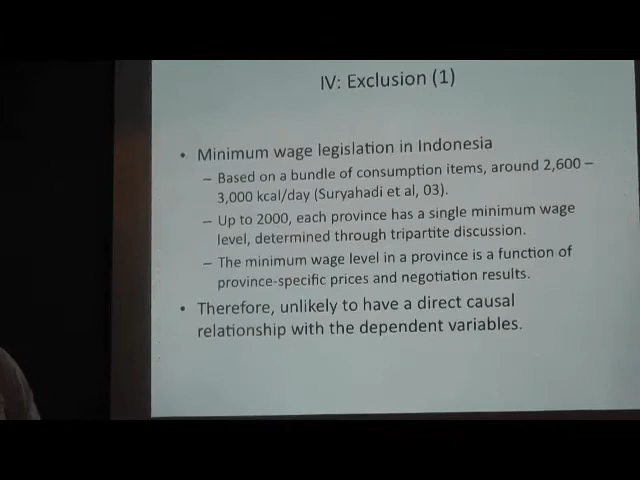 IV: Exclusion (1)
• Minimum wage legislation in Indonesia
– Based on a bundle of consumption items, around 2,600 –
3,000 kcal/day (Suryahadi et al, 03).
– Up to 2000, each province has a single minimum wage
level, determined through tripartite discussion.
– The minimum wage level in a province is a function of
province-specific prices and negotiation results.
• Therefore, unlikely to have a direct causal
relationship with the dependent variables.